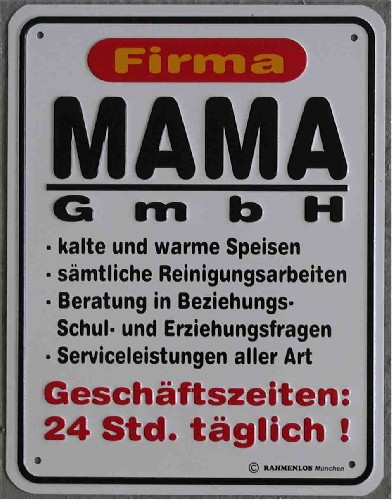 Firma
MAMA
GmbH
· kalte und warme Speisen
· sämtliche Reinigungsarbeiten
· Beratung in Beziehungs-
Schul- und Erziehungsfragen
· Serviceleistungen aller Art
Geschäftszeiten:
24 Std. täglich !
© RAHMENLOS München